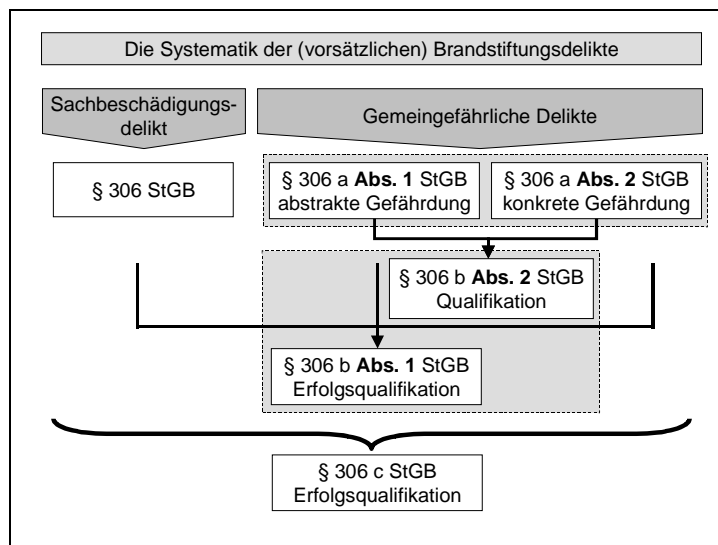 Die Systematik der (vorsätzlichen) Brandstiftungsdelikte
Sachbeschädigungs-
delikt
Gemeingefährliche Delikte
§ 306 StGB
§ 306 a Abs. 1 StGB
abstrakte Gefährdung
§ 306 a Abs. 2 StGB
konkrete Gefährdung
§ 306 b Abs. 2 StGB
Qualifikation
§ 306 b Abs. 1 StGB
Erfolgsqualifikation
§ 306 c StGB
Erfolgsqualifikation